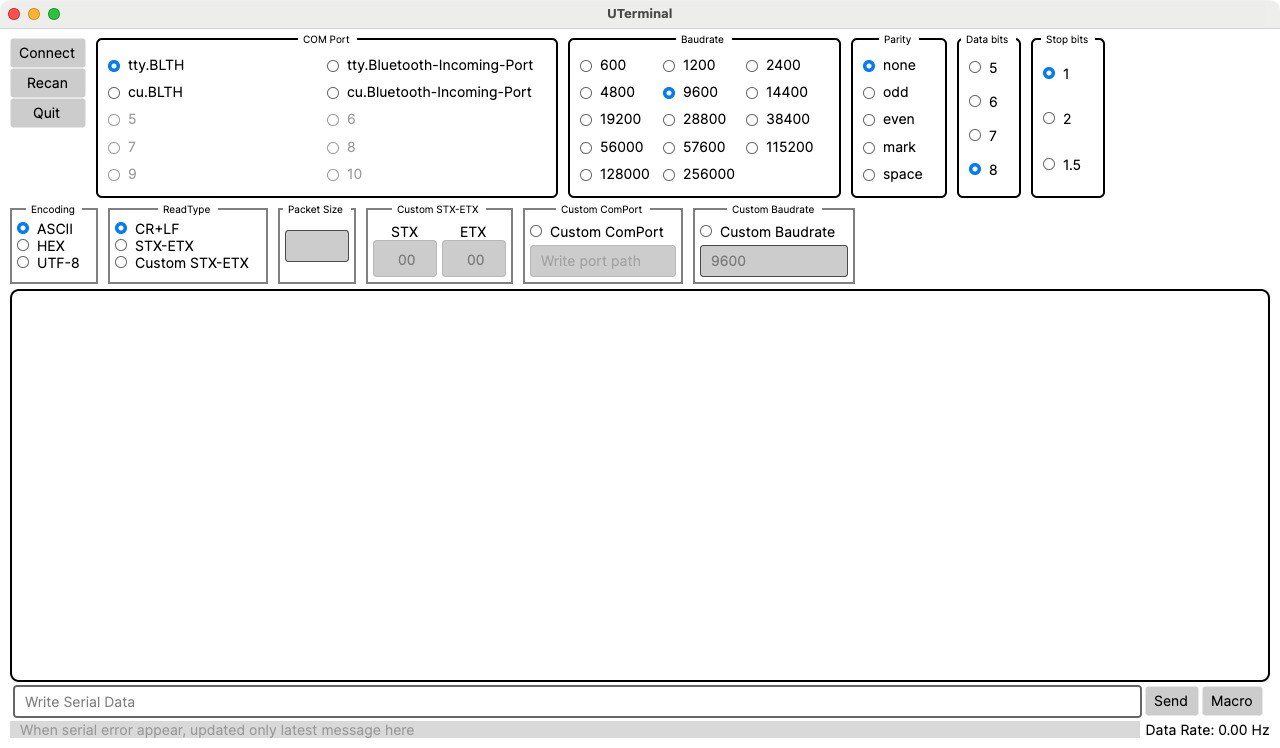 UTerminal
Connect
Recan
Quit
COM Port
tty.BLTH
tty.Bluetooth-Incoming-Port
cu.BLTH
cu.Bluetooth-Incoming-Port
5
6
7
8
9
10
Baudrate
600
1200
2400
4800
9600
14400
19200
28800
38400
56000
57600
115200
128000
256000
Parity
none
odd
even
mark
space
Data bits
5
6
7
8
Stop bits
1
2
1.5
Encoding
ASCII
HEX
UTF-8
ReadType
CR+LF
STX-ETX
Custom STX-ETX
Packet Size
Custom STX-ETX
STX
ETX
00
00
Custom ComPort
Custom ComPort
Write port path
Custom Baudrate
Custom Baudrate
9600
Write Serial Data
Send
Macro
When serial error appear, updated only latest message here
Data Rate: 0.00 Hz